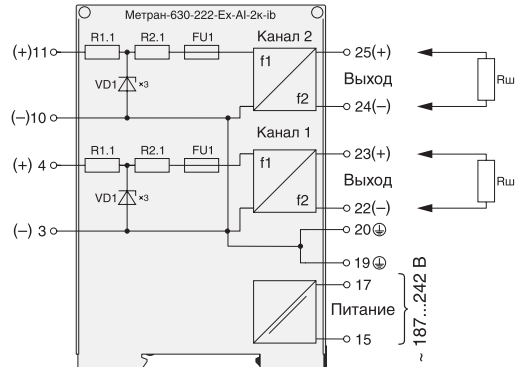 Метран-630-222-Ex-AI-2к-ib
Канал 2
(+)11
R1.1
R2.1
FU1
f1
f2
25(+)
Выход
24(–)
Rш
VD1
×3
(–)10
Канал 1
(+) 4
R1.1
R2.1
FU1
f1
f2
23(+)
Выход
22(–)
Rш
VD1
×3
(–) 3
20
19
17
Питание
15
~ 187...242 В